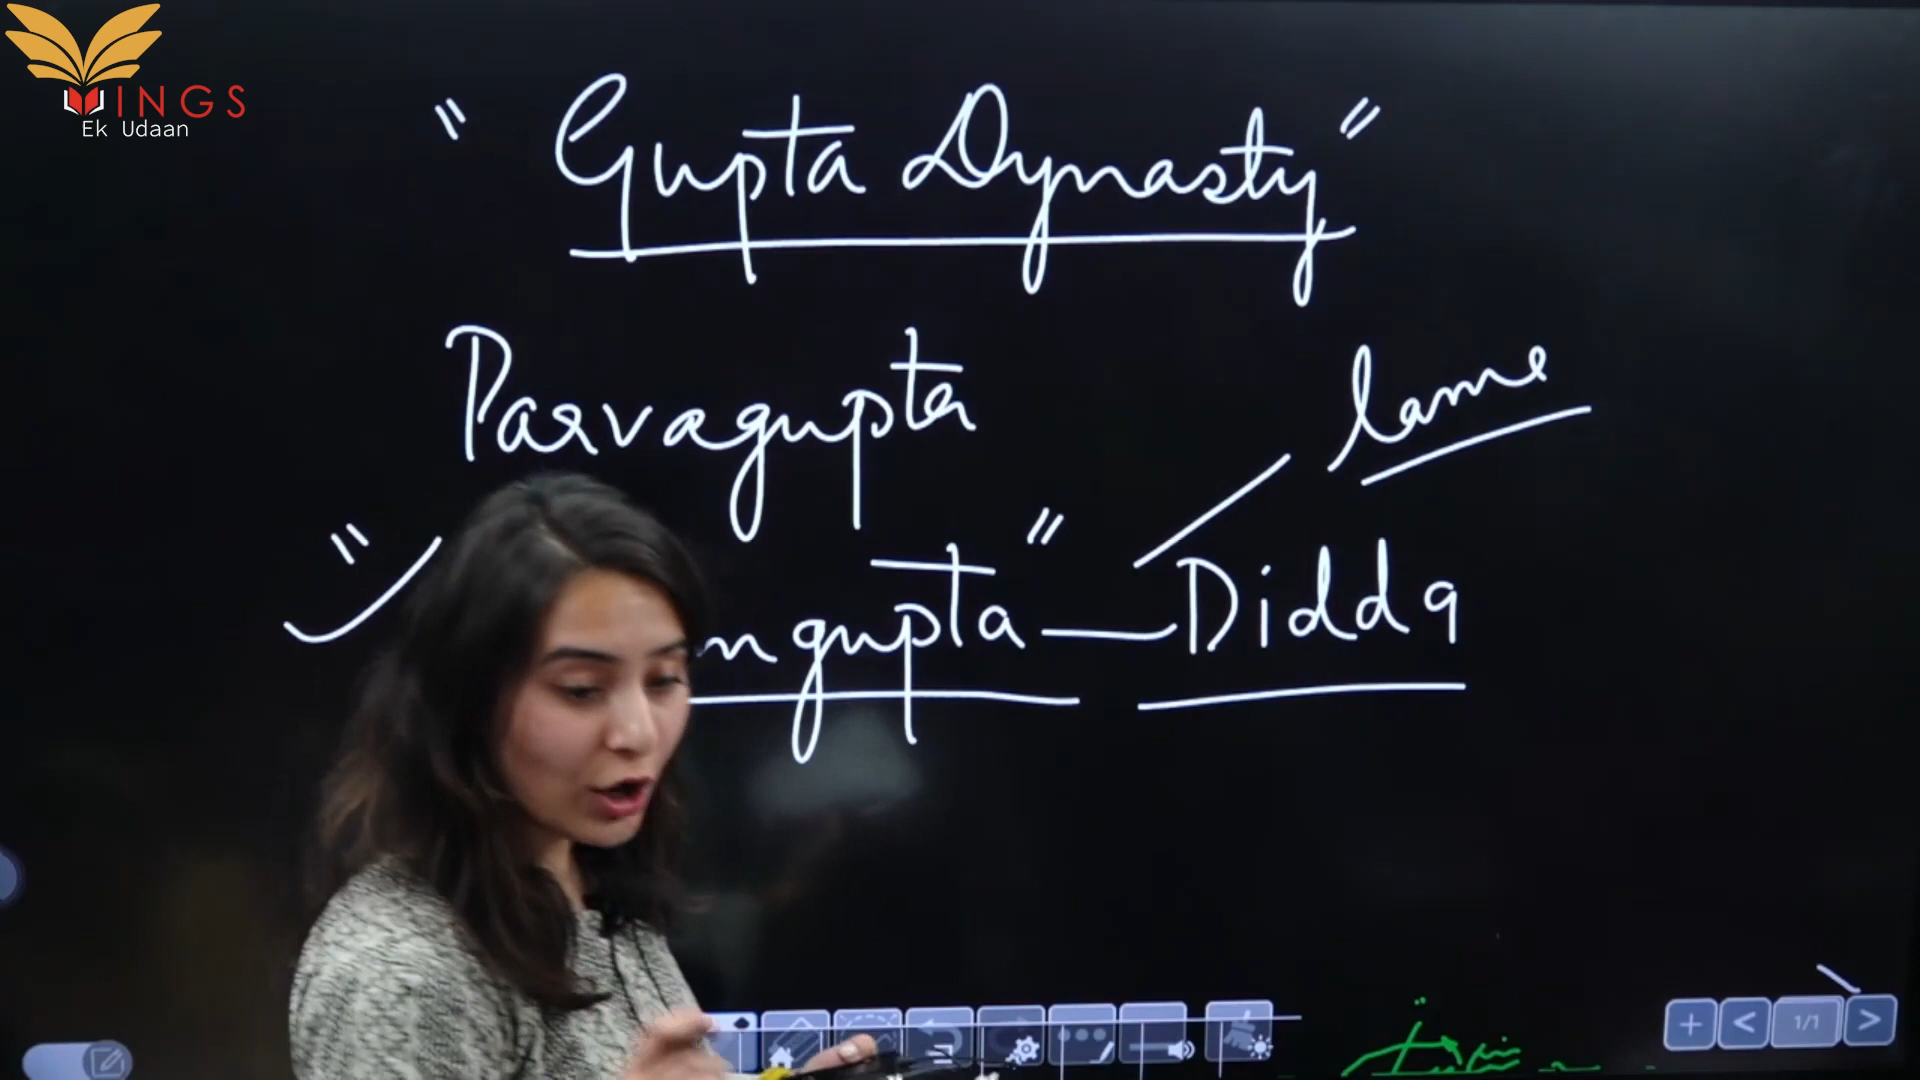 WINGS
Ek Udaan
" Gupta Dynasty "
Parvagupta
lame
ngupta" — Didda
1/1